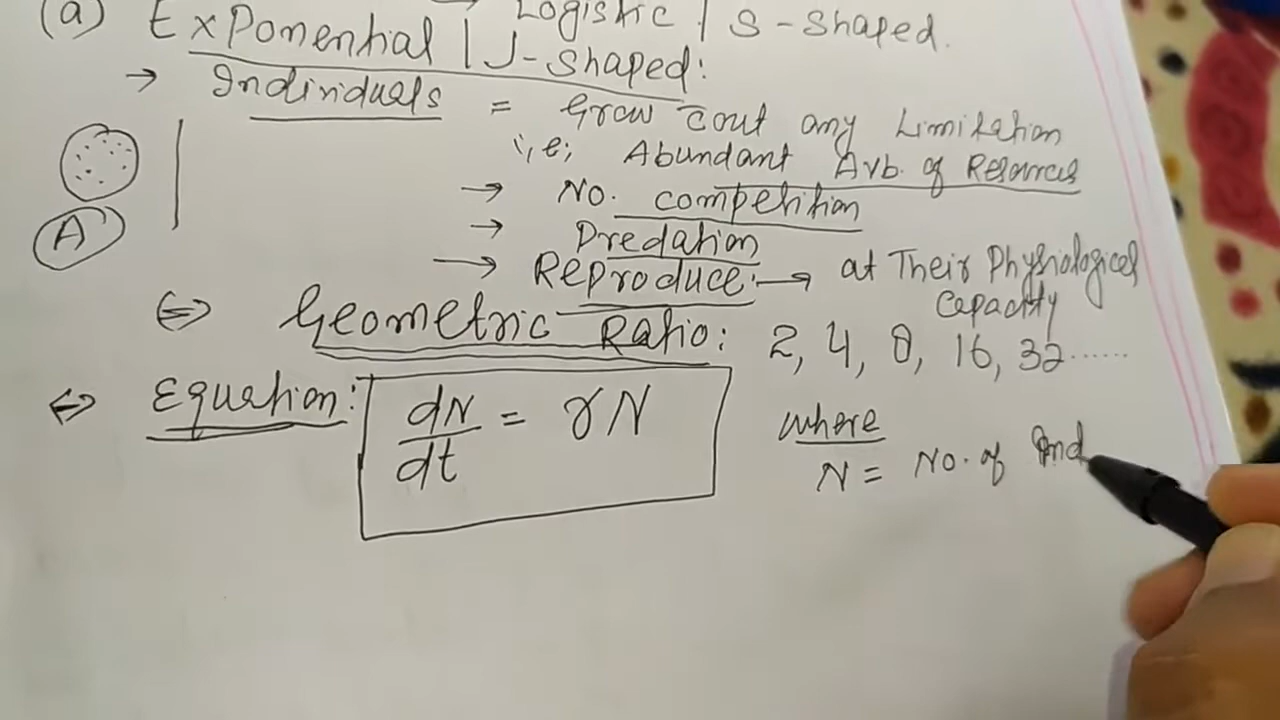 → Logistic | S-Shaped.
(a) Exponential | J-Shaped:
→ Individuals = Grow cout any Limitation
i,e; Abundant Avb. of Resources
→ No. competition
→ Predation
→ Reproduce: → at Their Physiological
Capacity
⇔ Geometric Ratio: 2, 4, 8, 16, 32......
⇔ Equation: dN/dt = rN
where
N = No. of Ind
A